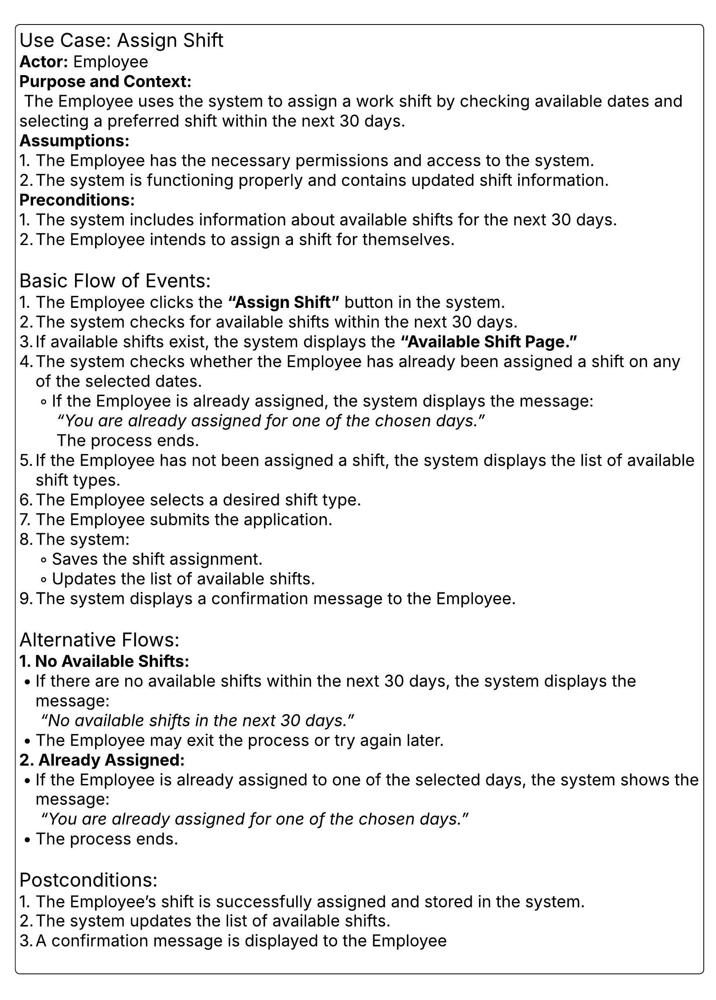 Use Case: Assign Shift
Actor: Employee
Purpose and Context:
The Employee uses the system to assign a work shift by checking available dates and
selecting a preferred shift within the next 30 days.
Assumptions:
1. The Employee has the necessary permissions and access to the system.
2. The system is functioning properly and contains updated shift information.
Preconditions:
1. The system includes information about available shifts for the next 30 days.
2. The Employee intends to assign a shift for themselves.
Basic Flow of Events:
1. The Employee clicks the “Assign Shift” button in the system.
2. The system checks for available shifts within the next 30 days.
3. If available shifts exist, the system displays the “Available Shift Page.”
4. The system checks whether the Employee has already been assigned a shift on any
of the selected dates.
◦ If the Employee is already assigned, the system displays the message:
“You are already assigned for one of the chosen days.”
The process ends.
5. If the Employee has not been assigned a shift, the system displays the list of available
shift types.
6. The Employee selects a desired shift type.
7. The Employee submits the application.
8. The system:
◦ Saves the shift assignment.
◦ Updates the list of available shifts.
9. The system displays a confirmation message to the Employee.
Alternative Flows:
1. No Available Shifts:
• If there are no available shifts within the next 30 days, the system displays the
message:
“No available shifts in the next 30 days.”
• The Employee may exit the process or try again later.
2. Already Assigned:
• If the Employee is already assigned to one of the selected days, the system shows the
message:
“You are already assigned for one of the chosen days.”
• The process ends.
Postconditions:
1. The Employee’s shift is successfully assigned and stored in the system.
2. The system updates the list of available shifts.
3. A confirmation message is displayed to the Employee